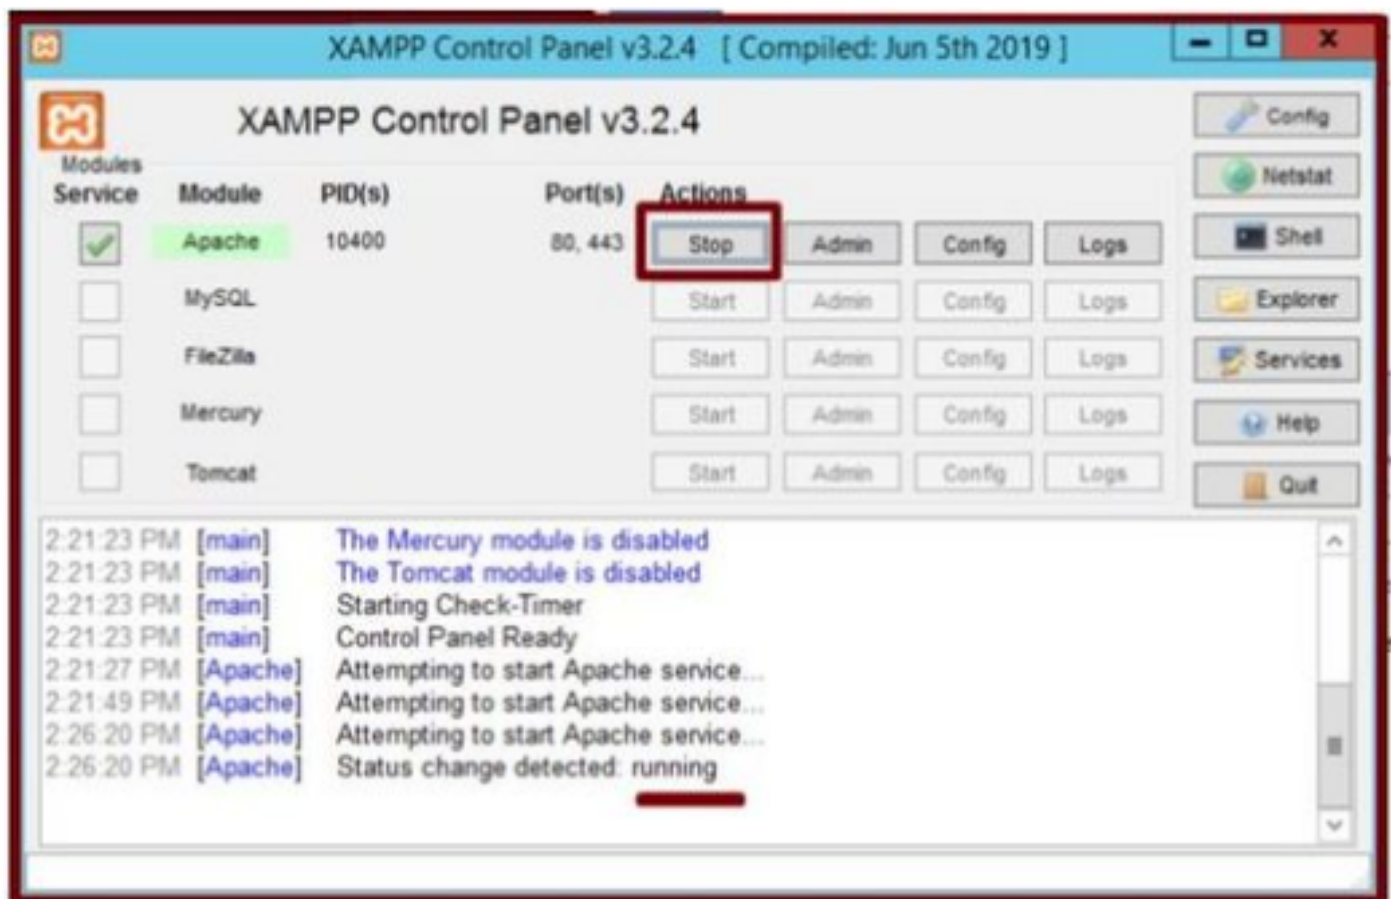 XAMPP Control Panel v3.2.4 [ Compiled: Jun 5th 2019 ]
XAMPP Control Panel v3.2.4
Config
Modules
Netstat
Service Module PID(s) Port(s) Actions
Apache 10400 80, 443 Stop Admin Config Logs
Shell
MySQL Start Admin Config Logs
Explorer
FileZilla Start Admin Config Logs
Services
Mercury Start Admin Config Logs
Help
Tomcat Start Admin Config Logs
Quit
2:21:23 PM [main] The Mercury module is disabled
2:21:23 PM [main] The Tomcat module is disabled
2:21:23 PM [main] Starting Check-Timer
2:21:23 PM [main] Control Panel Ready
2:21:27 PM [Apache] Attempting to start Apache service...
2:21:49 PM [Apache] Attempting to start Apache service...
2:26:20 PM [Apache] Attempting to start Apache service...
2:26:20 PM [Apache] Status change detected: running